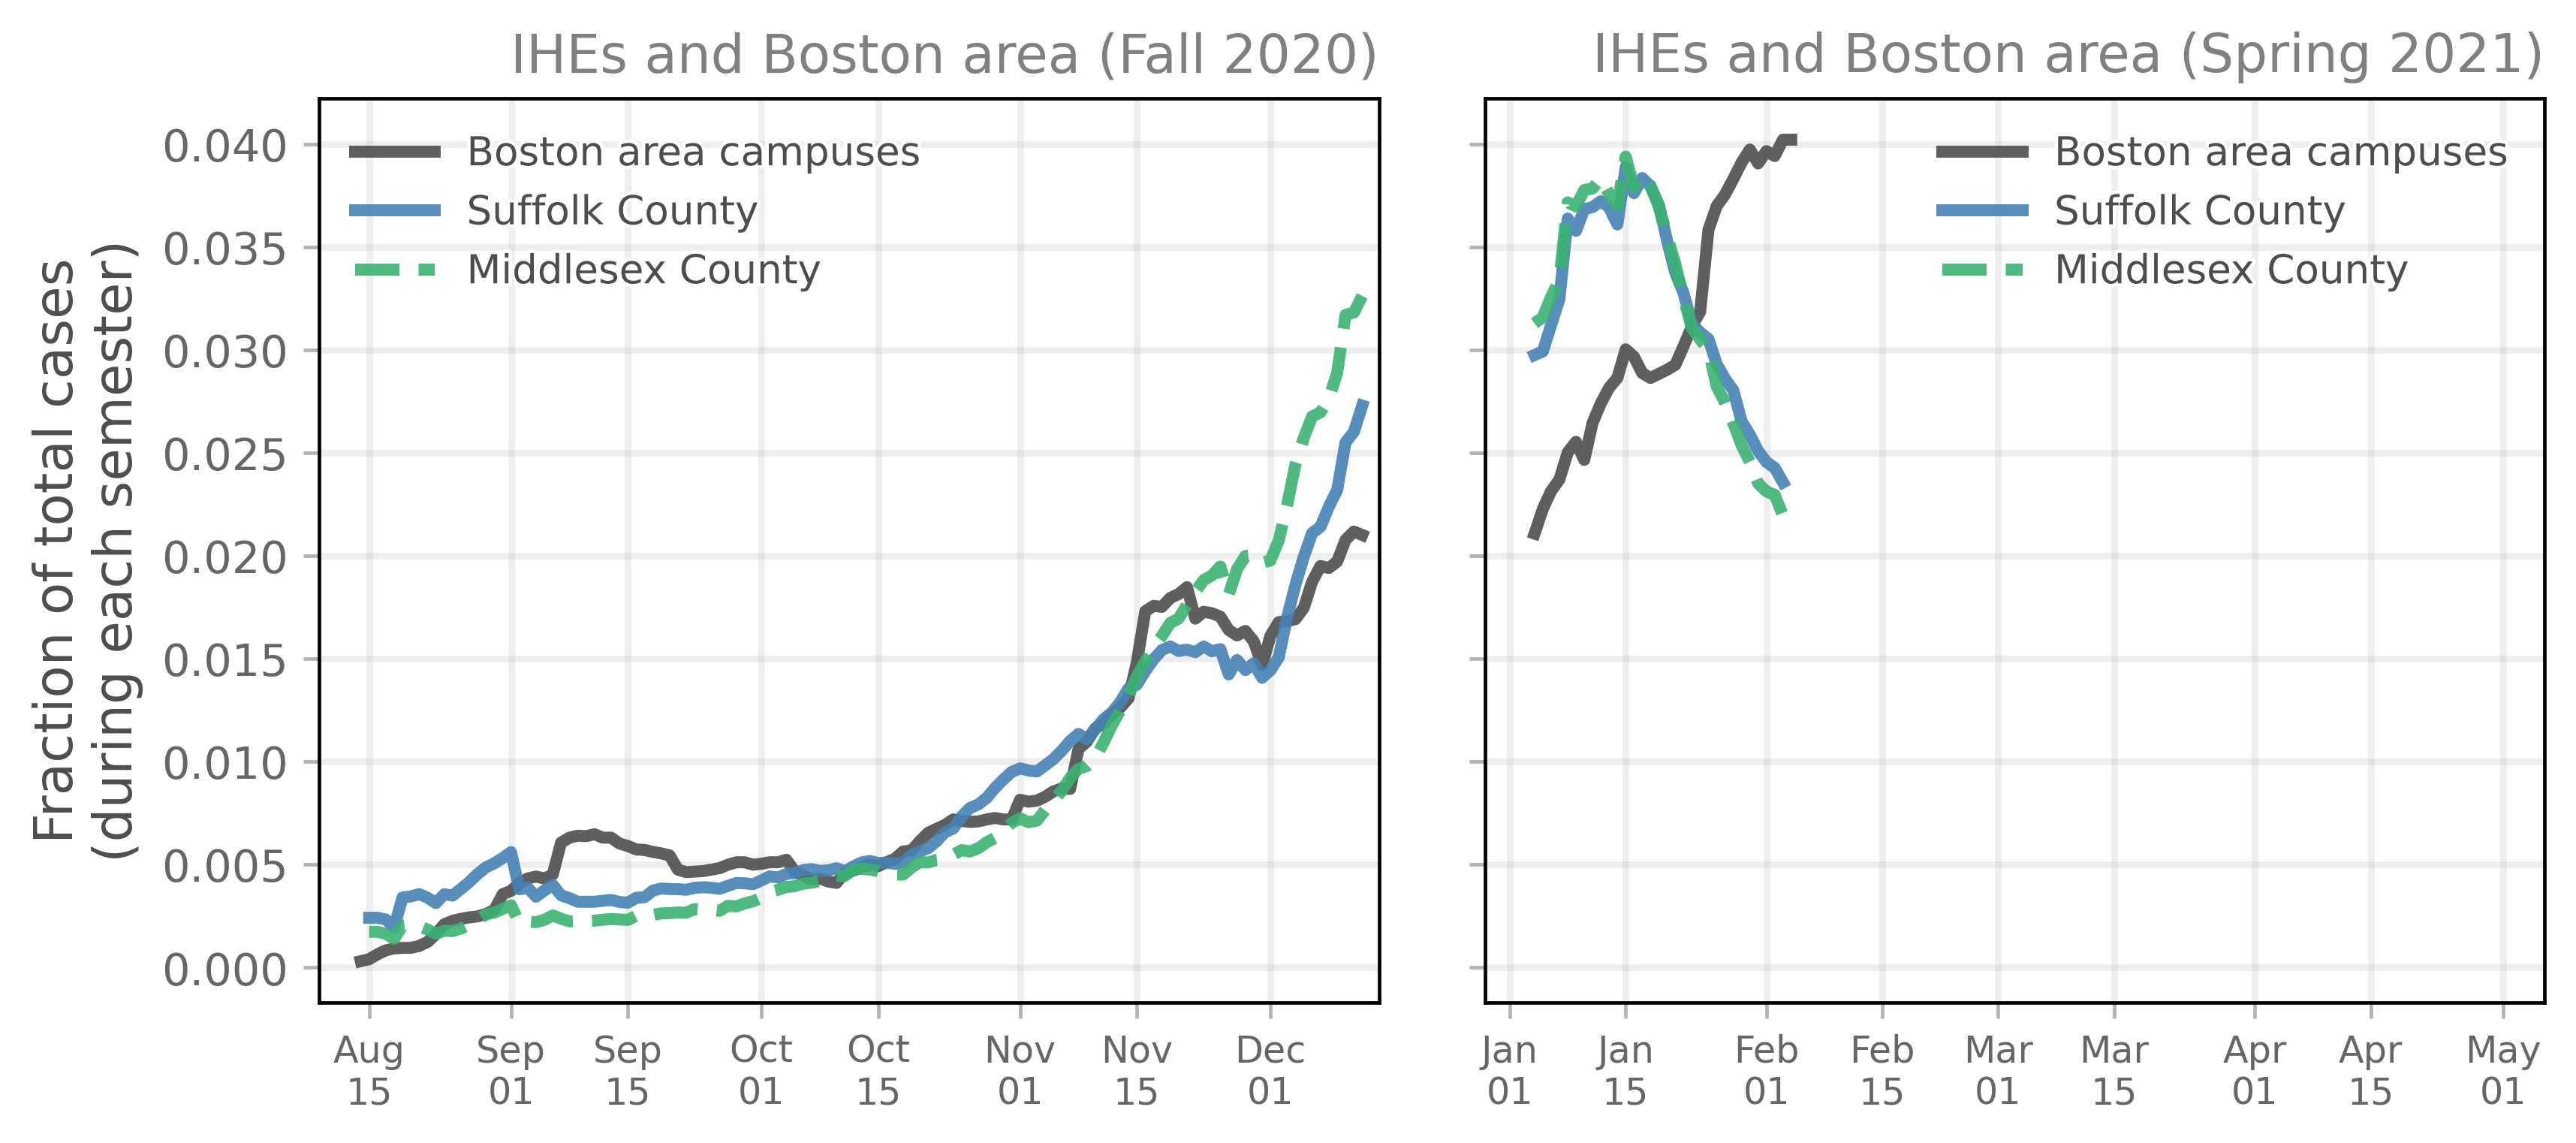 IHEs and Boston area (Fall 2020)
Boston area campuses
Suffolk County
Middlesex County
Fraction of total cases
(during each semester)
0.040
0.035
0.030
0.025
0.020
0.015
0.010
0.005
0.000
Aug Sep Sep Oct Oct Nov Nov Dec
15 01 15 01 15 01 15 01
IHEs and Boston area (Spring 2021)
Boston area campuses
Suffolk County
Middlesex County
Jan Jan Feb Feb Mar Mar Apr Apr May
01 15 01 15 01 15 01 15 01